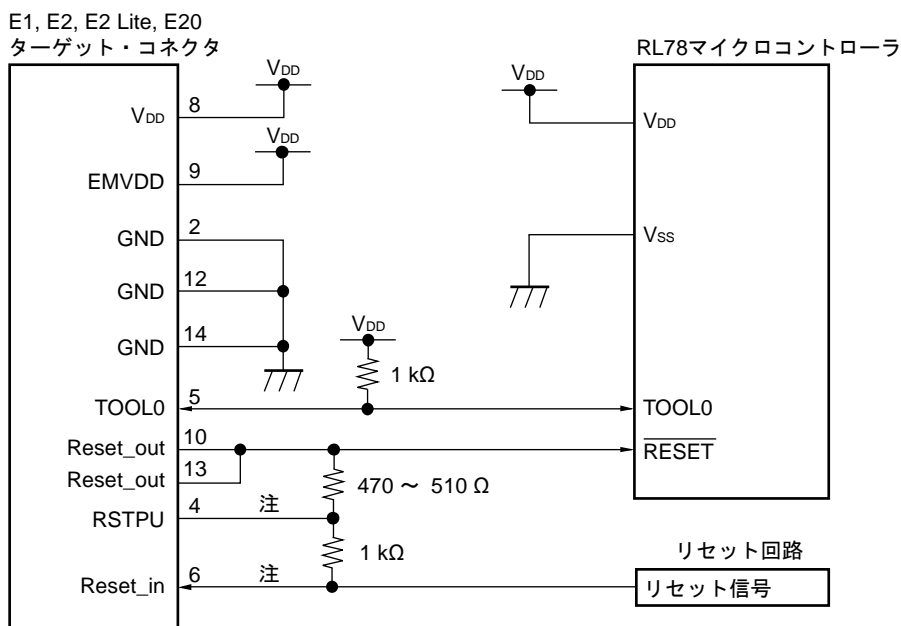 E1, E2, E2 Lite, E20
ターゲット・コネクタ
RL78マイクロコントローラ
VDD
VDD
VDD 8
VDD
VDD
EMVDD 9
GND 2
VSS
GND 12
GND 14
VDD
1 kΩ
TOOL0 5
TOOL0
Reset_out 10
RESET
Reset_out 13
470 ～ 510 Ω
RSTPU 4 注
1 kΩ
リセット回路
Reset_in 6 注
リセット信号